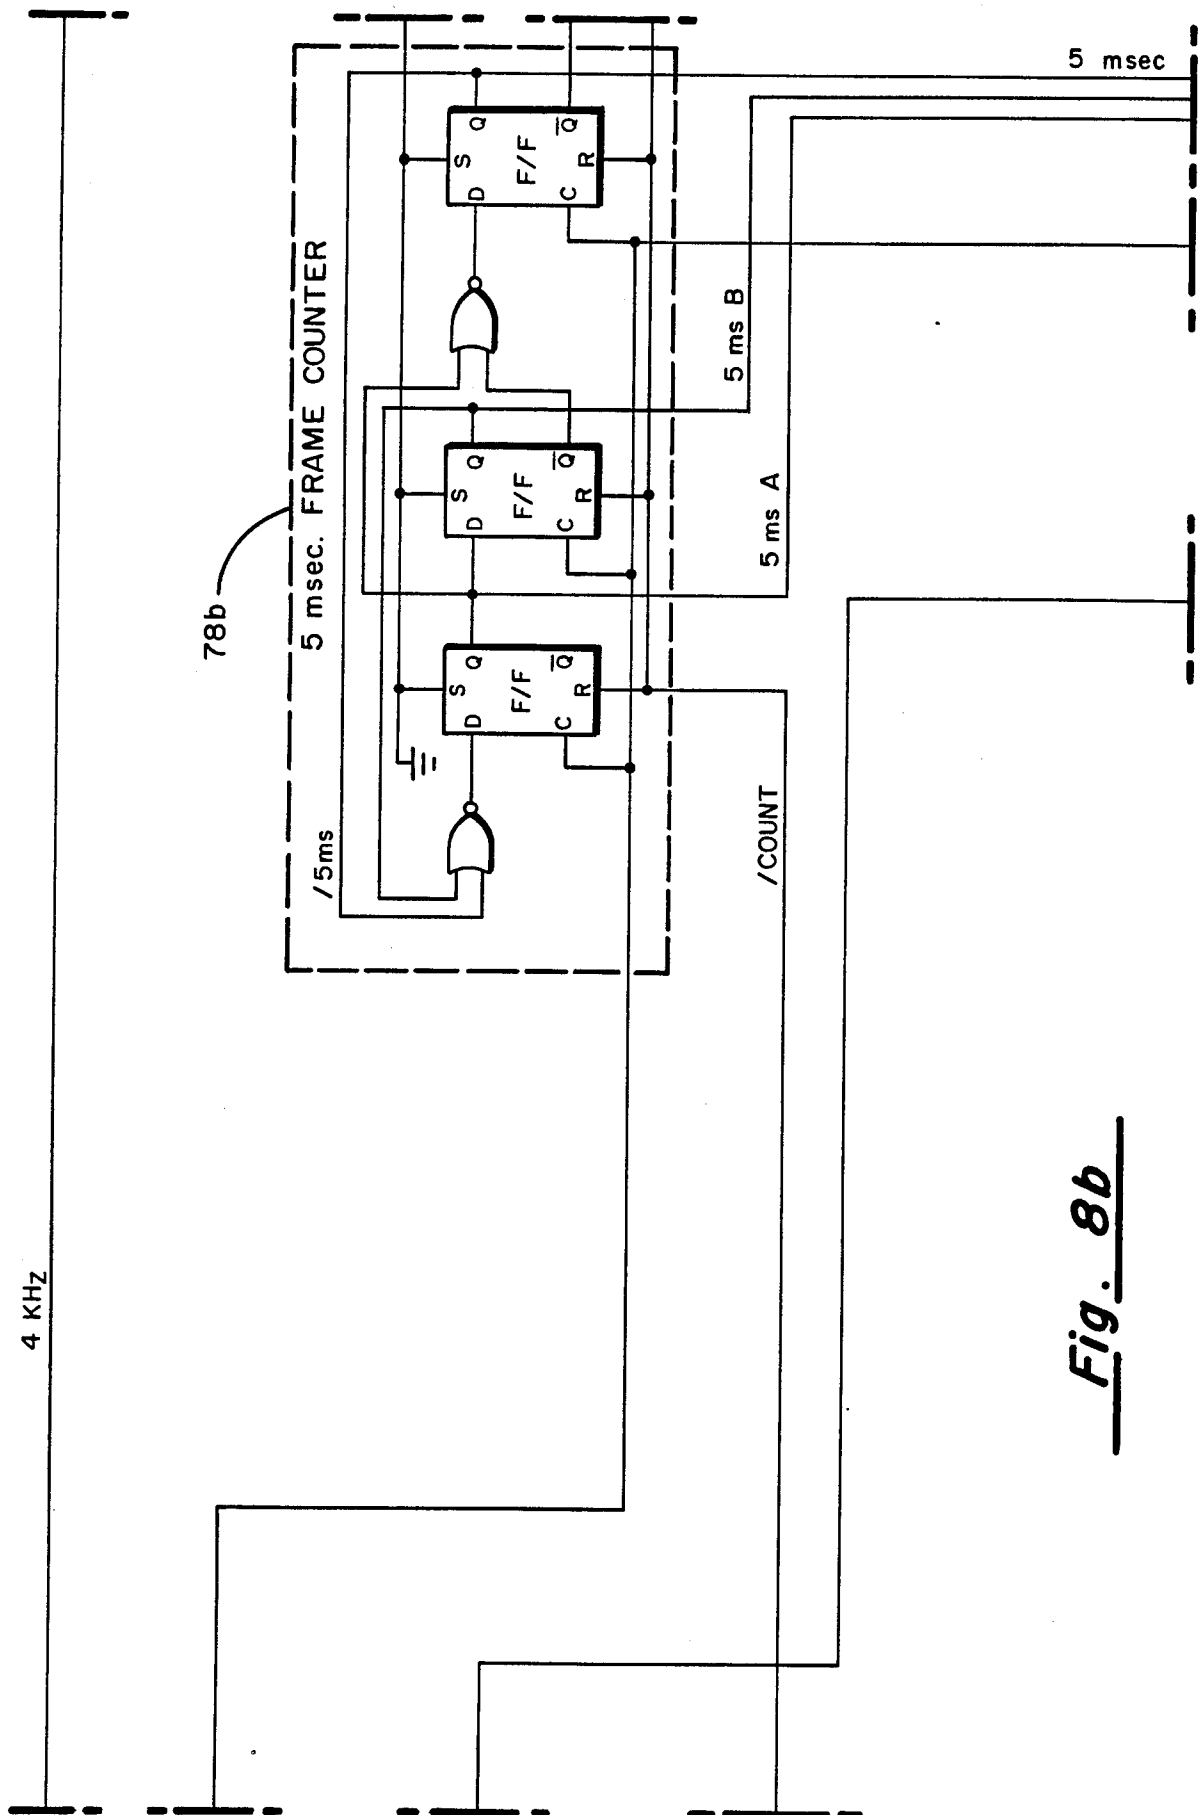 4 KHz
78b
5 msec. FRAME COUNTER
/5ms
D
S
Q
F/F
C
R
Q
D
S
Q
F/F
C
R
Q
D
S
Q
F/F
C
R
Q
5 msec
5 ms B
5 ms A
/COUNT
Fig. 8b